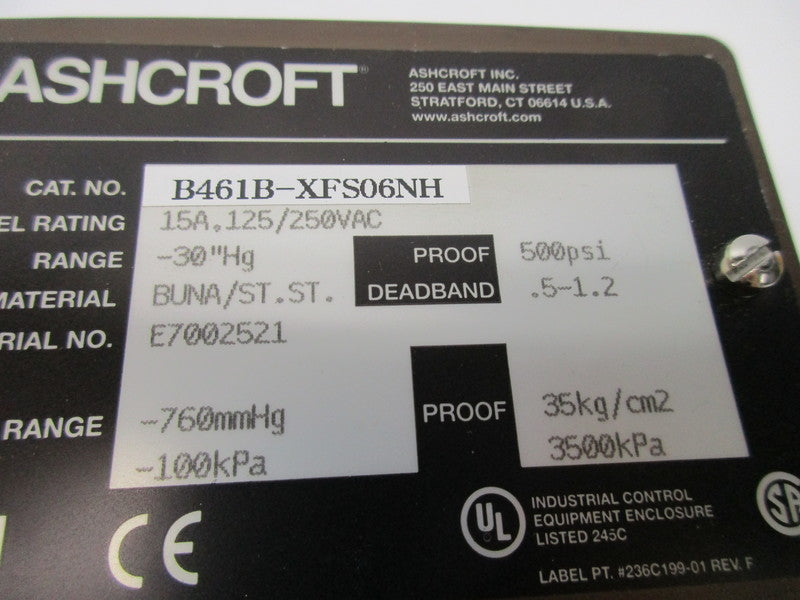 ASHCROFT®
ASHCROFT INC.
250 EAST MAIN STREET
STRATFORD, CT 06614 U.S.A.
www.ashcroft.com
CAT. NO. B461B-XFS06NH
EL RATING 15A,125/250VAC
RANGE -30"Hg PROOF 500psi
MATERIAL BUNA/ST.ST. DEADBAND .5-1.2
RIAL NO. E7002521
RANGE -760mmHg PROOF 35kg/cm2
-100kPa 3500kPa
CE
UL
INDUSTRIAL CONTROL
EQUIPMENT ENCLOSURE
LISTED 245C
SA
LABEL PT. #236C199-01 REV. F